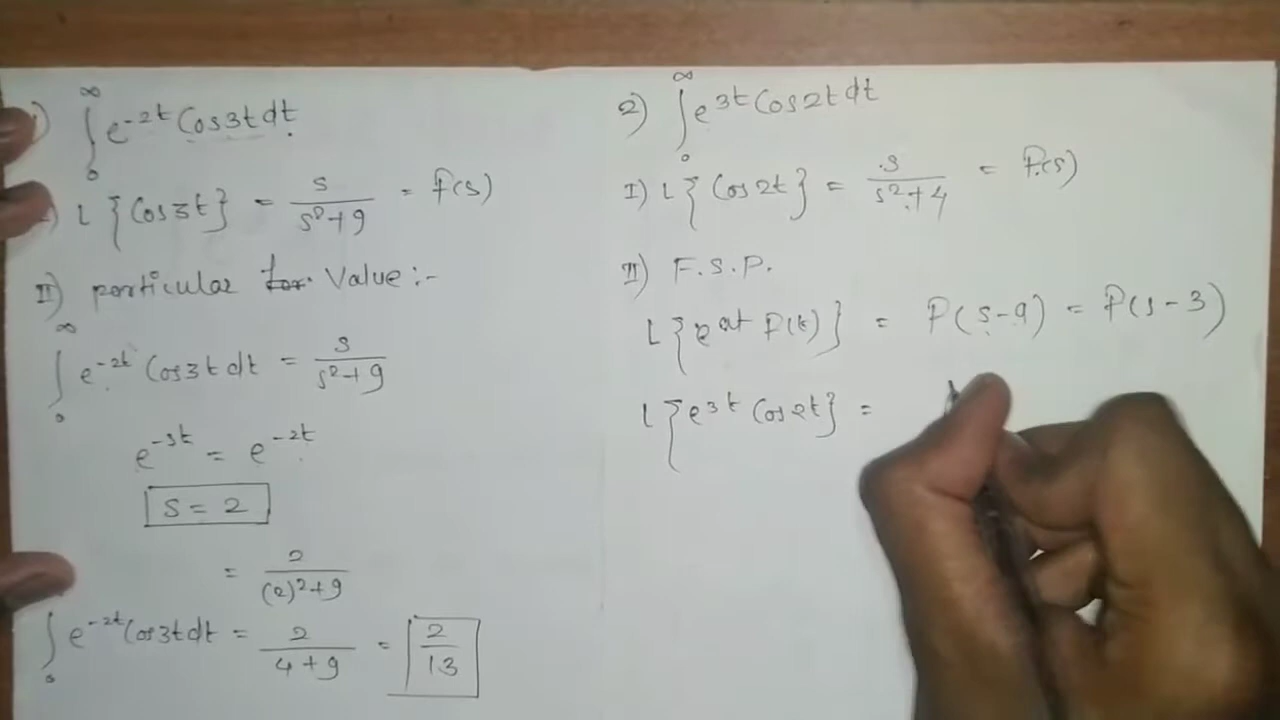 ) ∫₀^∞ e^{-2t} Cos3t dt
) L{Cos3t} = s/(s²+9) = F(s)
II) particular Value :-
∫₀^∞ e^{-2t} Cos3t dt = s/(s²+9)
e^{-st} = e^{-2t}
s = 2
= 2/((2)²+9)
∫₀ e^{-2t} Cos3t dt = 2/(4+9) = 2/13
2) ∫₀^∞ e^{3t} Cos2t dt
I) L{Cos2t} = s/(s²+4) = F(s)
II) F.S.P.
L{e^{at} F(t)} = F(s-a) = F(s-3)
L{e^{3t} Cos2t} =